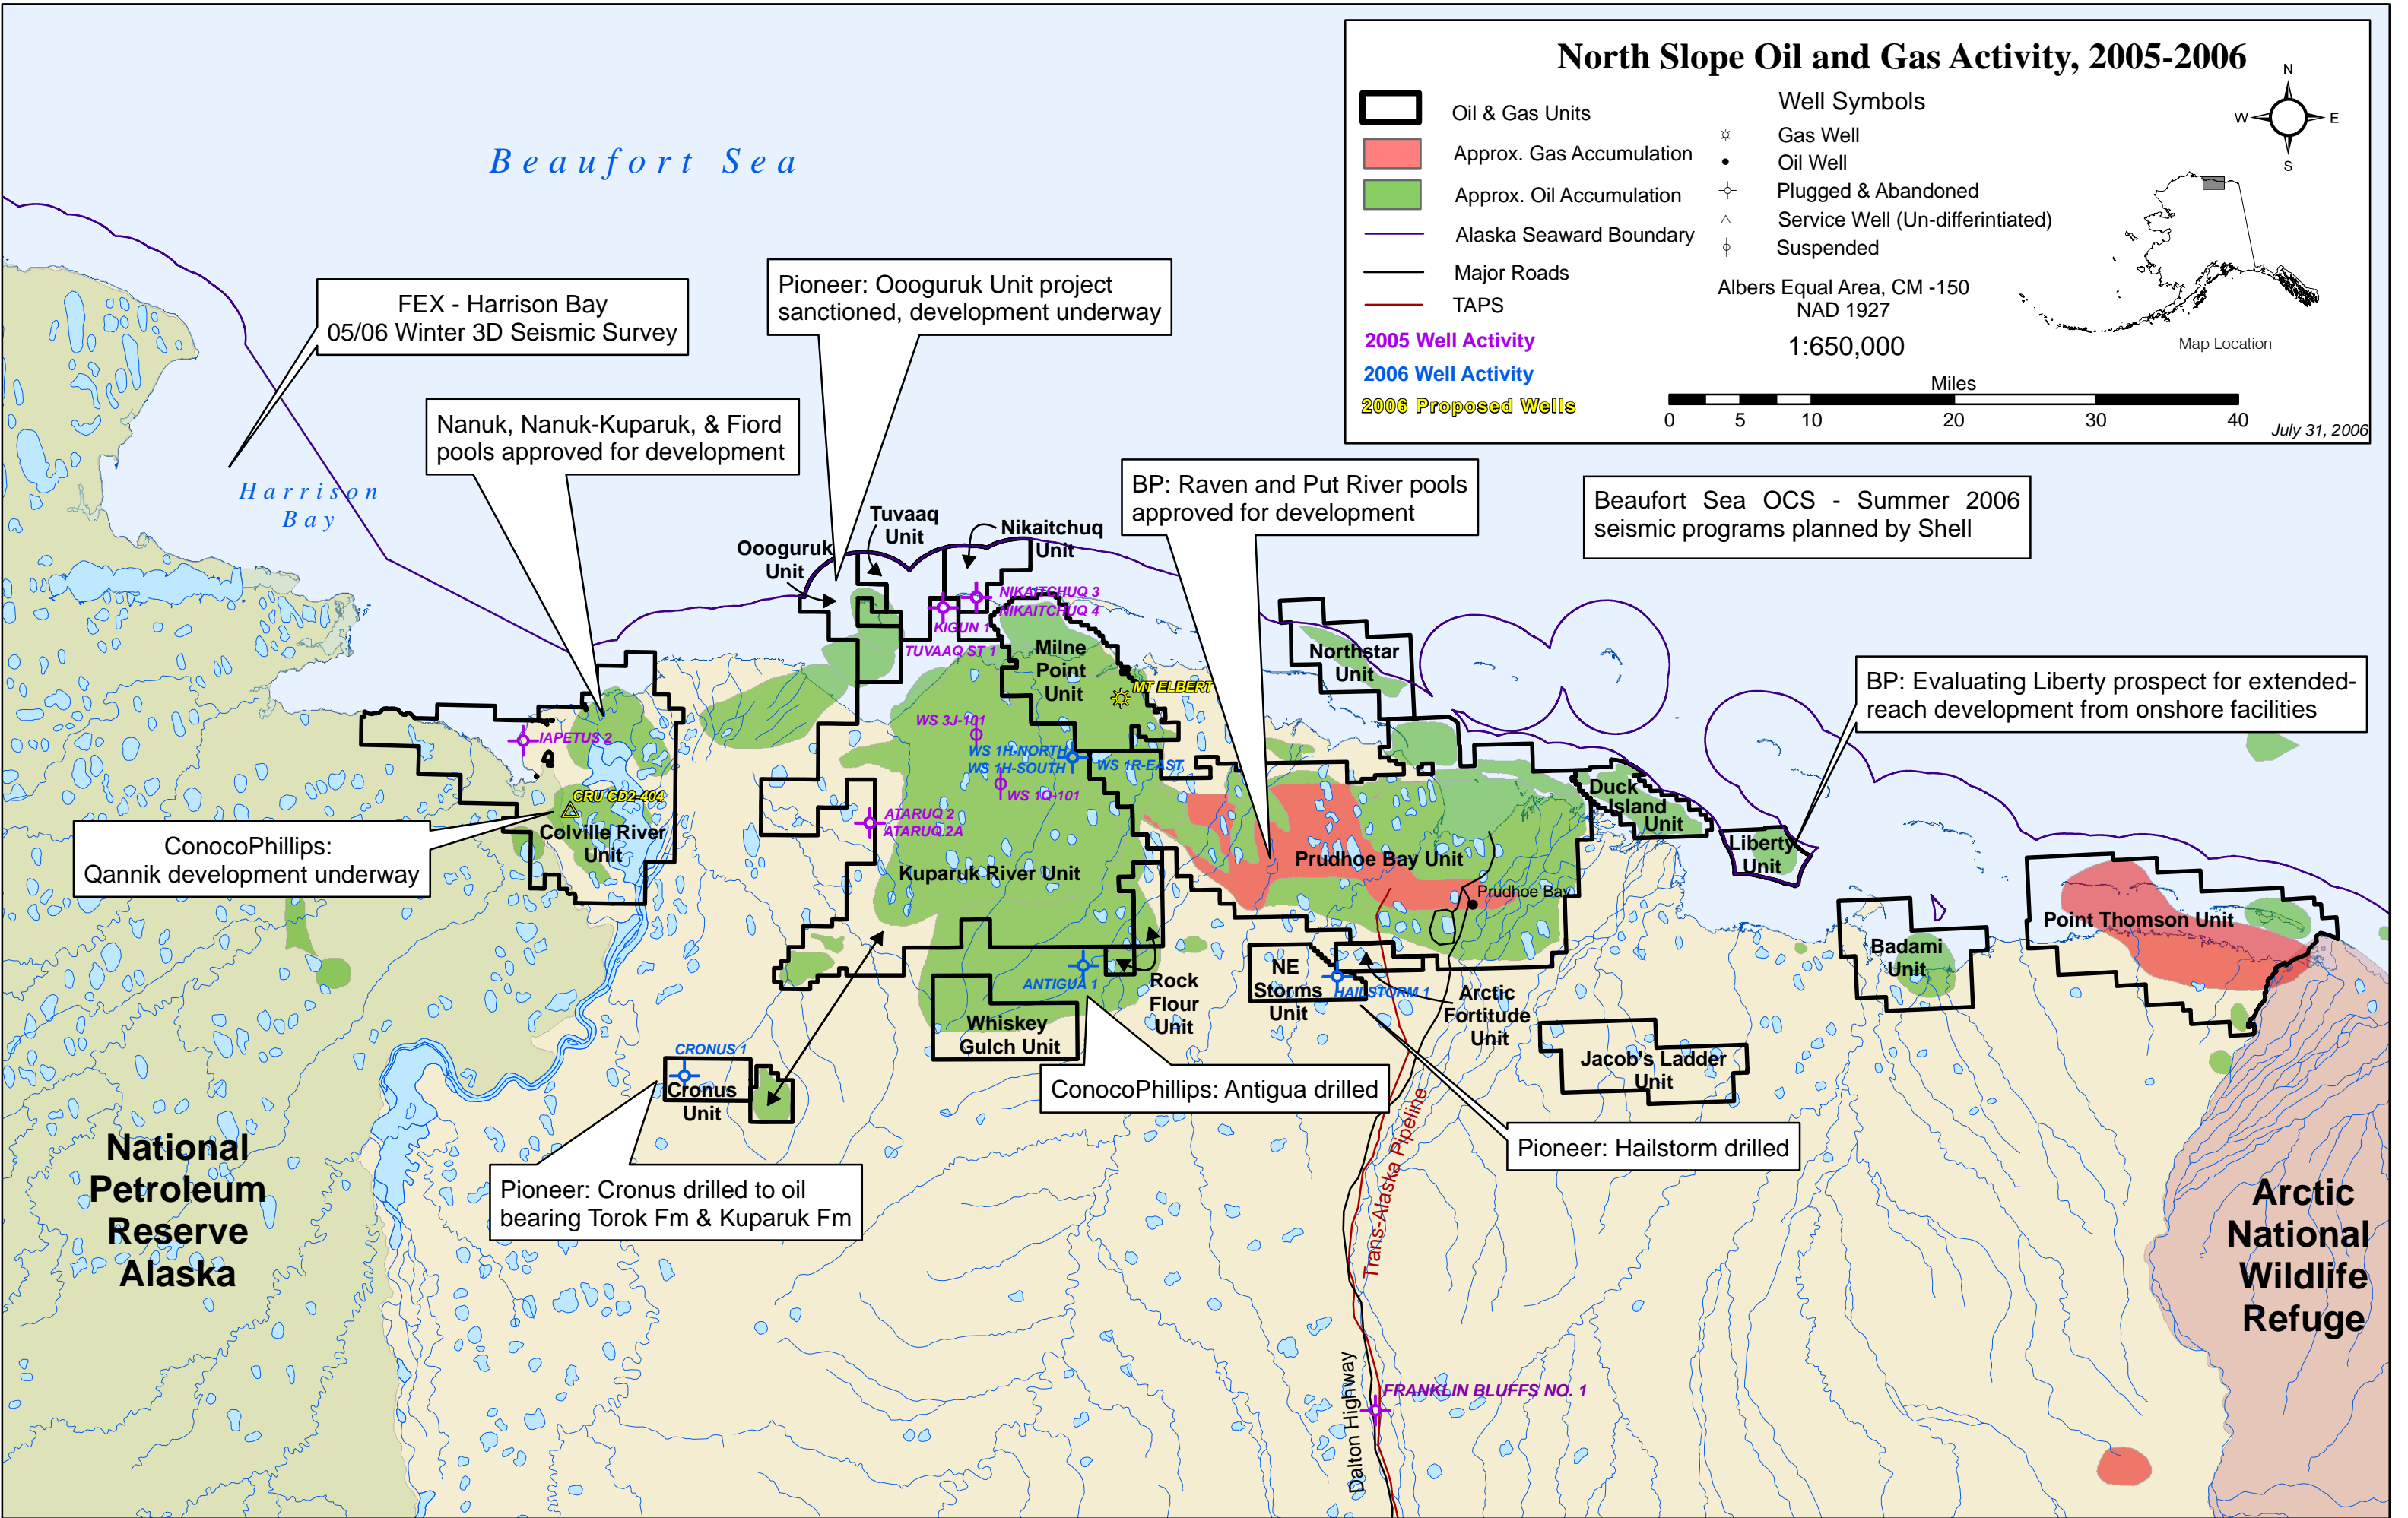 North Slope Oil and Gas Activity, 2005-2006
Oil & Gas Units
Approx. Gas Accumulation
Approx. Oil Accumulation
Alaska Seaward Boundary
Major Roads
TAPS
2005 Well Activity
2006 Well Activity
2006 Proposed Wells
Well Symbols
Gas Well
Oil Well
Plugged & Abandoned
Service Well (Un-differintiated)
Suspended
Albers Equal Area, CM -150
NAD 1927
1:650,000
Miles
0 5 10 20 30 40
N
W E
S
Map Location
July 31, 2006
Beaufort Sea
FEX - Harrison Bay
05/06 Winter 3D Seismic Survey
Pioneer: Oooguruk Unit project
sanctioned, development underway
Nanuk, Nanuk-Kuparuk, & Fiord
pools approved for development
Harrison
Bay
BP: Raven and Put River pools
approved for development
Beaufort Sea OCS - Summer 2006
seismic programs planned by Shell
Tuvaaq
Unit
Nikaitchuq
Unit
Oooguruk
Unit
NIKAITCHUQ 3
NIKAITCHUQ 4
KIGUN 1
TUVAAQ ST 1
Milne
Point
Unit
MT ELBERT
Northstar
Unit
BP: Evaluating Liberty prospect for extended-
reach development from onshore facilities
IAPETUS 2
WS 3J-101
WS 1H-NORTH
WS 1H-SOUTH
WS 1R-EAST
WS 1Q-101
CRU CD2-404
Colville River
Unit
ConocoPhillips:
Qannik development underway
ATARUQ 2
ATARUQ 2A
Kuparuk River Unit
Prudhoe Bay Unit
Prudhoe Bay
Duck
Island
Unit
Liberty
Unit
Point Thomson Unit
Badami
Unit
ANTIGUA 1
Rock
Flour
Unit
NE
Storms
Unit
HAILSTORM 1
Arctic
Fortitude
Unit
Whiskey
Gulch Unit
Jacob's Ladder
Unit
CRONUS 1
Cronus
Unit
ConocoPhillips: Antigua drilled
Pioneer: Hailstorm drilled
Pioneer: Cronus drilled to oil
bearing Torok Fm & Kuparuk Fm
National
Petroleum
Reserve
Alaska
Arctic
National
Wildlife
Refuge
Trans-Alaska Pipeline
Dalton Highway
FRANKLIN BLUFFS NO. 1